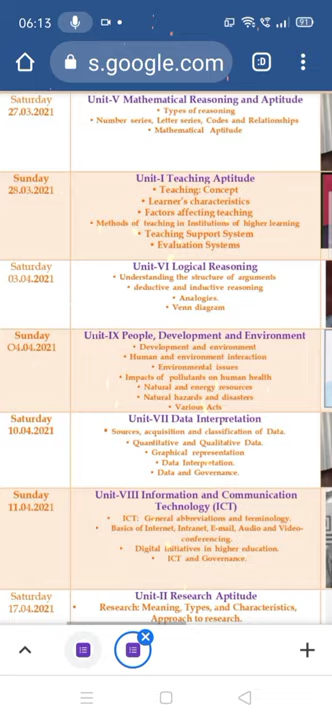 06:13
91
s.google.com
:D
Saturday
27.03.2021
Unit-V Mathematical Reasoning and Aptitude
• Types of reasoning
• Number series, Letter series, Codes and Relationships
• Mathematical Aptitude
Sunday
28.03.2021
Unit-I Teaching Aptitude
• Teaching: Concept
• Learner's characteristics
• Factors affecting teaching
• Methods of teaching in Institutions of higher learning
• Teaching Support System
• Evaluation Systems
Saturday
03.04.2021
Unit-VI Logical Reasoning
• Understanding the structure of arguments
• deductive and inductive reasoning
• Analogies.
• Venn diagram
Sunday
04.04.2021
Unit-IX People, Development and Environment
• Development and environment
• Human and environment interaction
• Environmental issues
• Impacts of pollutants on human health
• Natural and energy resources
• Natural hazards and disasters
• Various Acts
Saturday
10.04.2021
Unit-VII Data Interpretation
• Sources, acquisition and classification of Data.
• Quantitative and Qualitative Data.
• Graphical representation
• Data Interpretation.
• Data and Governance.
Sunday
11.04.2021
Unit-VIII Information and Communication
Technology (ICT)
• ICT: General abbreviations and terminology.
• Basics of Internet, Intranet, E-mail, Audio and Video-
conferencing.
• Digital initiatives in higher education.
• ICT and Governance.
Saturday
17.04.2021
Unit-II Research Aptitude
• Research: Meaning, Types, and Characteristics,
Approach to research.